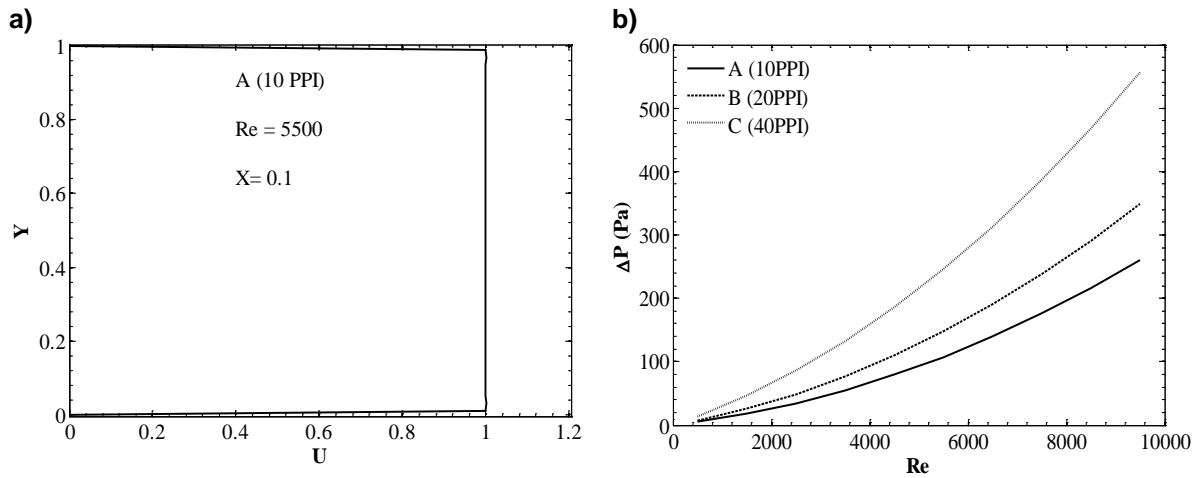 a)
1
0.8
0.6
0.4
0.2
0
Y
A (10 PPI)
Re = 5500
X= 0.1
0 0.2 0.4 0.6 0.8 1 1.2
U
b)
600
500
400
300
200
100
0
ΔP (Pa)
A (10PPI)
B (20PPI)
C (40PPI)
0 2000 4000 6000 8000 10000
Re